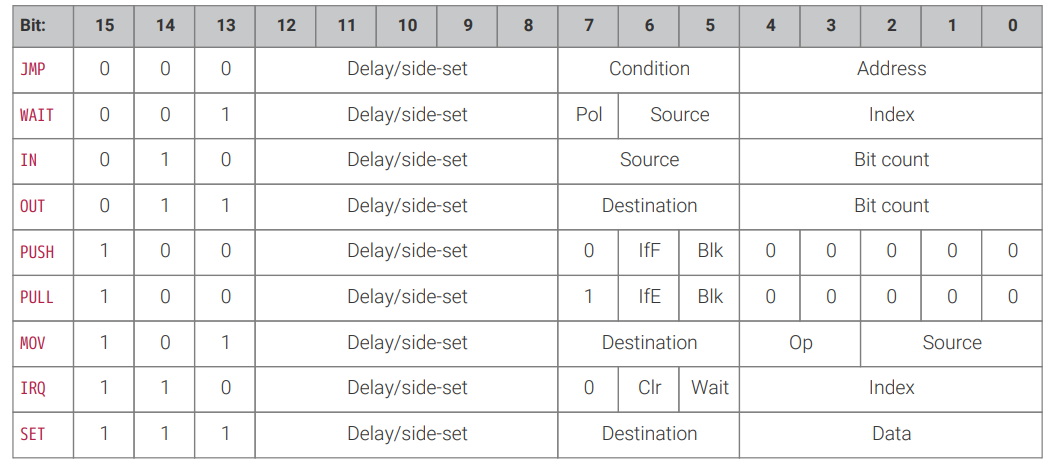 Bit: 15 14 13 12 11 10 9 8 7 6 5 4 3 2 1 0
JMP 0 0 0 Delay/side-set Condition Address
WAIT 0 0 1 Delay/side-set Pol Source Index
IN 0 1 0 Delay/side-set Source Bit count
OUT 0 1 1 Delay/side-set Destination Bit count
PUSH 1 0 0 Delay/side-set 0 IfF Blk 0 0 0 0 0
PULL 1 0 0 Delay/side-set 1 IfE Blk 0 0 0 0 0
MOV 1 0 1 Delay/side-set Destination Op Source
IRQ 1 1 0 Delay/side-set 0 Clr Wait Index
SET 1 1 1 Delay/side-set Destination Data